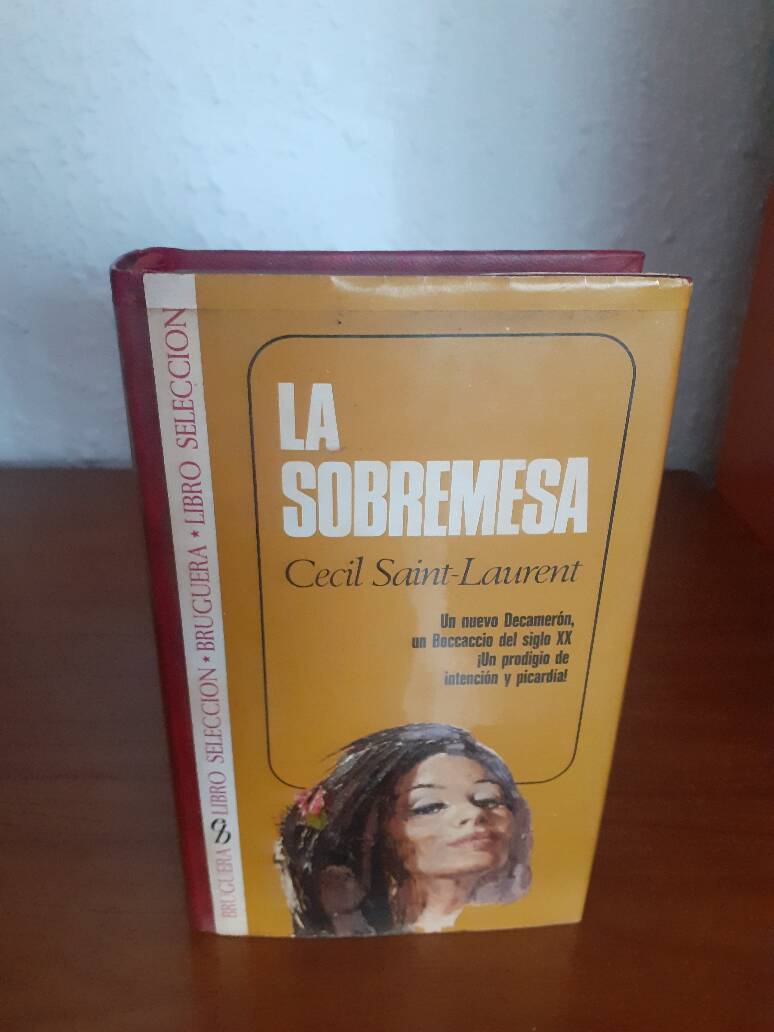 LA
SOBREMESA
Cecil Saint-Laurent
Un nuevo Decamerón,
un Boccaccio del siglo XX
¡Un prodigio de
intención y picardía!
BRUGUERA LIBRO SELECCION ★ BRUGUERA ★ LIBRO SELECCION